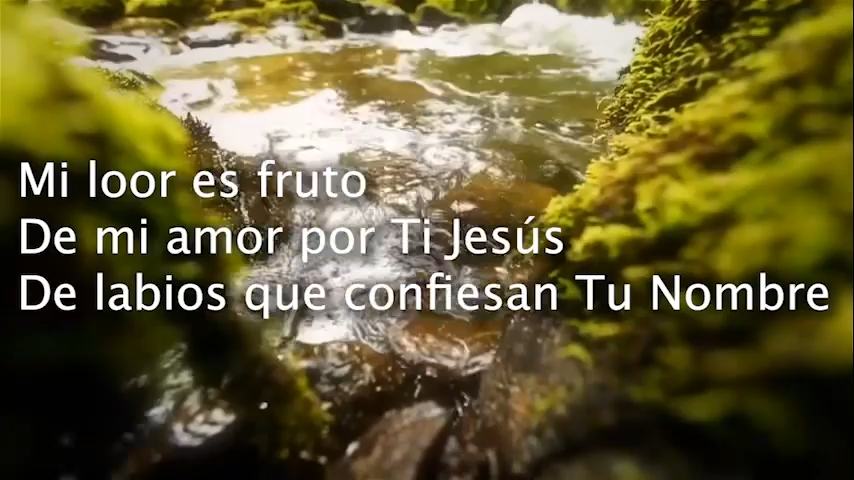 Mi loor es fruto
De mi amor por Ti Jesús
De labios que confiesan Tu Nombre